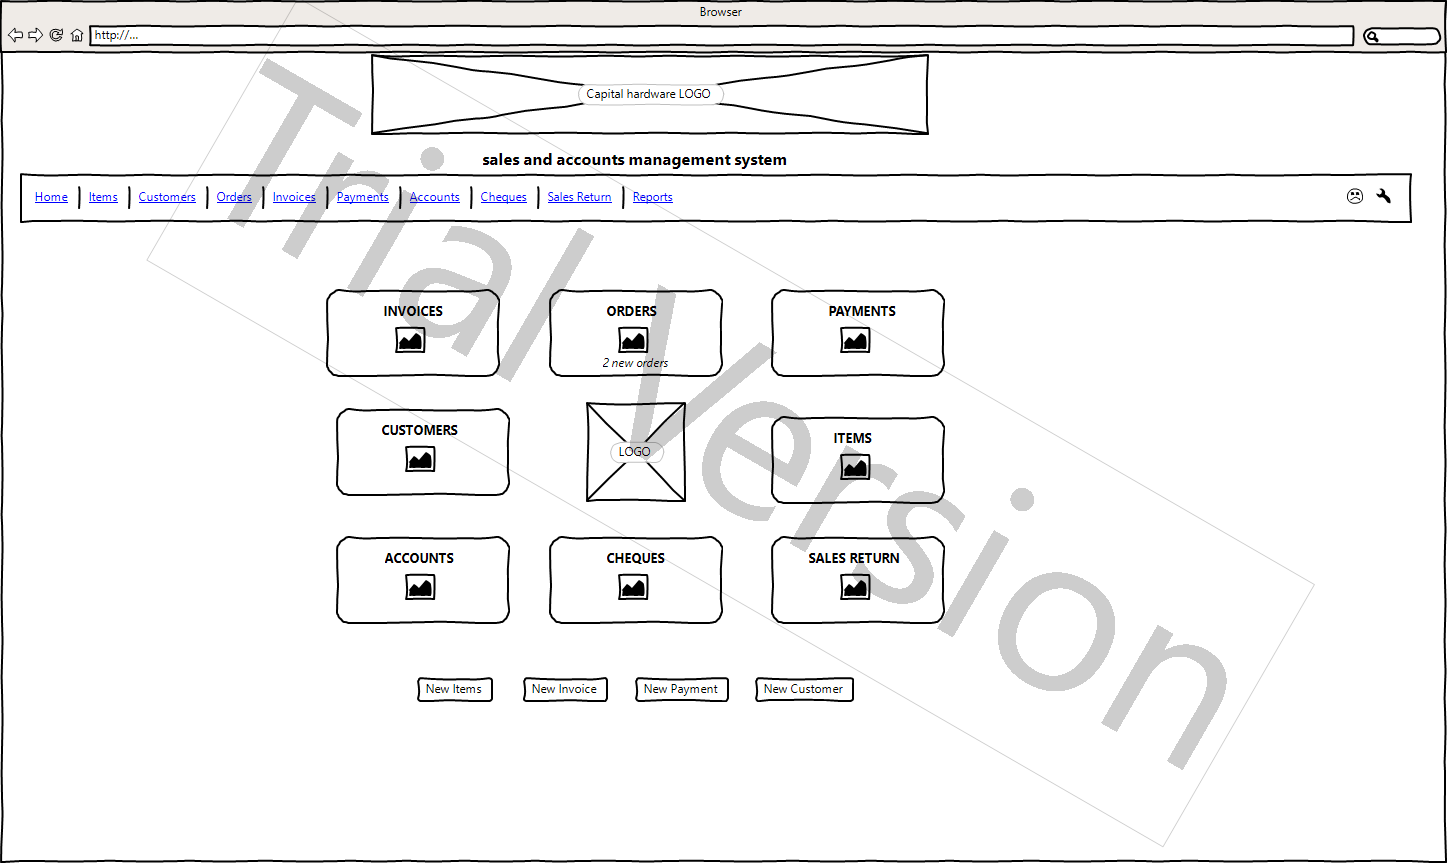 Browser
http://...
Capital hardware LOGO
sales and accounts management system
Home Items Customers Orders Invoices Payments Accounts Cheques Sales Return Reports
INVOICES ORDERS PAYMENTS
2 new orders
CUSTOMERS LOGO ITEMS
ACCOUNTS CHEQUES SALES RETURN
New Items New Invoice New Payment New Customer
Trial Version